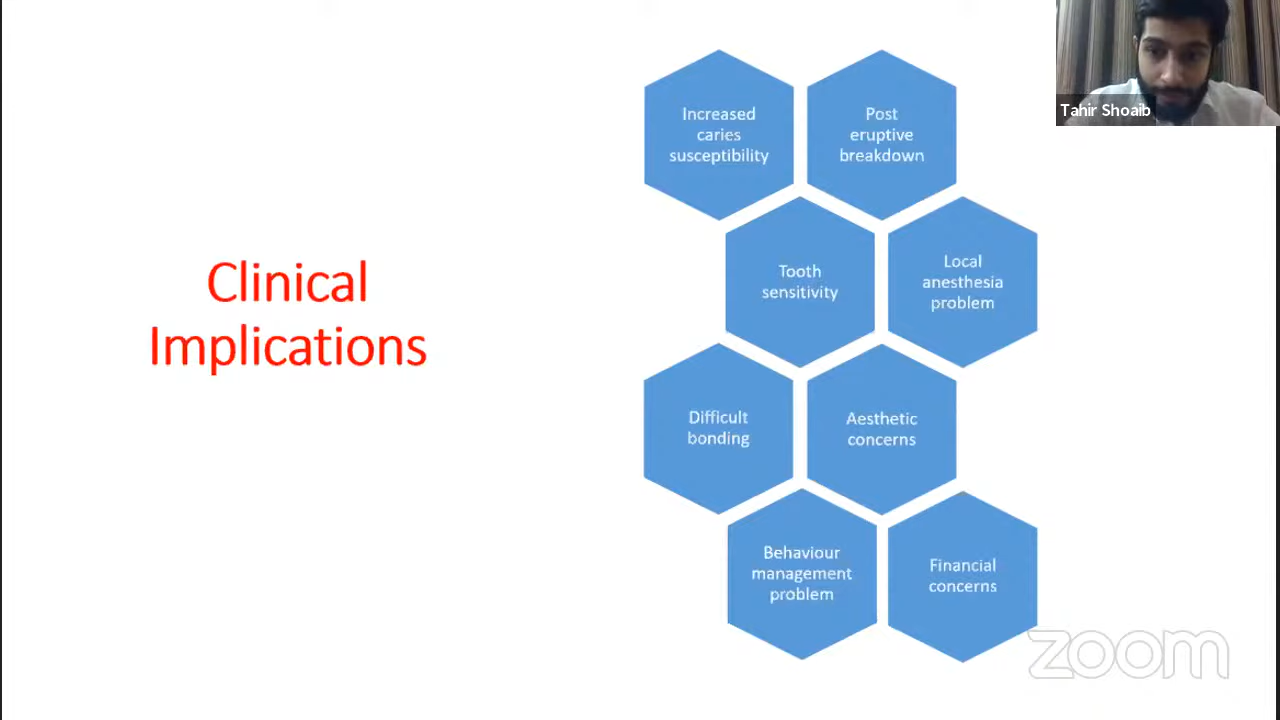 Clinical
Implications
Increased
caries
susceptibility
Post
eruptive
breakdown
Tooth
sensitivity
Local
anesthesia
problem
Difficult
bonding
Aesthetic
concerns
Behaviour
management
problem
Financial
concerns
Tahir Shoaib
zoom